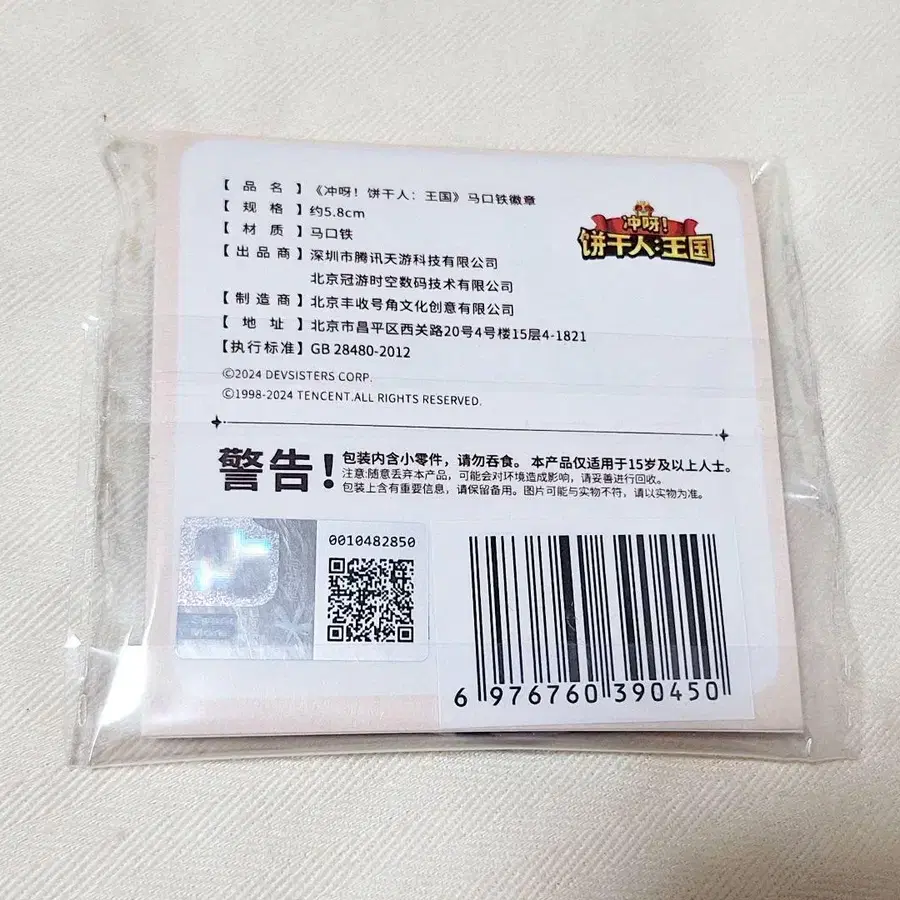 【品名】《冲呀！饼干人：王国》马口铁徽章
【规格】约5.8cm
【材质】马口铁
【出品商】深圳市腾讯天游科技有限公司
北京冠游时空数码技术有限公司
【制造商】北京丰收号角文化创意有限公司
【地址】北京市昌平区西关路20号4号楼15层4-1821
【执行标准】GB 28480-2012
©2024 DEVSISTERS CORP.
©1998-2024 TENCENT.ALL RIGHTS RESERVED.
冲呀！
饼干人:王国
警告！
包装内含小零件，请勿吞食。本产品仅适用于15岁及以上人士。
注意:随意丢弃本产品，可能会对环境造成影响，请妥善进行回收。
包装上含有重要信息，请保留备用。图片可能与实物不符，请以实物为准。
0010482850
6 976760 390450